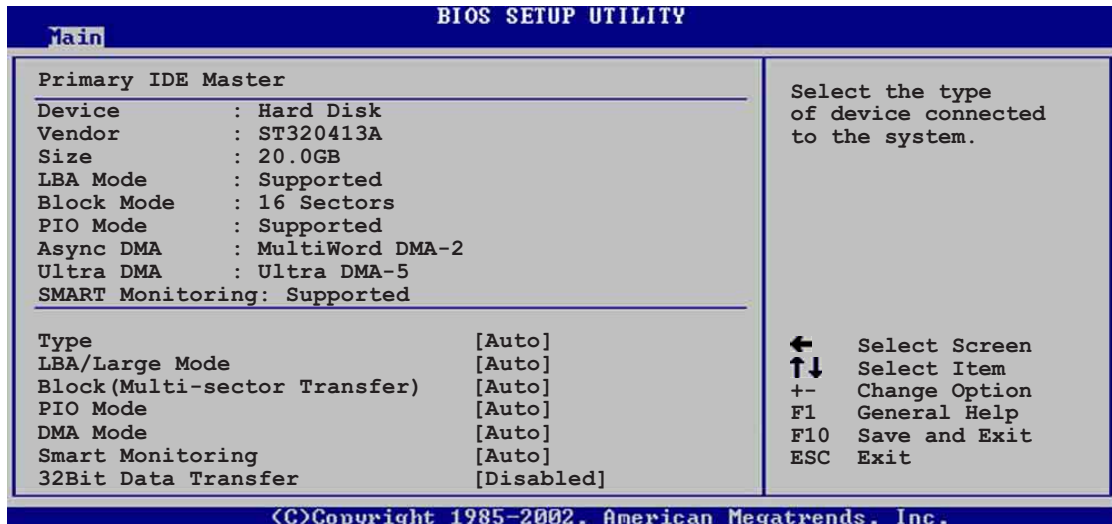 BIOS SETUP UTILITY
Main
Primary IDE Master
Device : Hard Disk
Vendor : ST320413A
Size : 20.0GB
LBA Mode : Supported
Block Mode : 16 Sectors
PIO Mode : Supported
Async DMA : MultiWord DMA-2
Ultra DMA : Ultra DMA-5
SMART Monitoring: Supported
Type [Auto]
LBA/Large Mode [Auto]
Block(Multi-sector Transfer) [Auto]
PIO Mode [Auto]
DMA Mode [Auto]
Smart Monitoring [Auto]
32Bit Data Transfer [Disabled]
Select the type
of device connected
to the system.
← Select Screen
↑↓ Select Item
+- Change Option
F1 General Help
F10 Save and Exit
ESC Exit
(C)Copyright 1985-2002, American Megatrends, Inc.